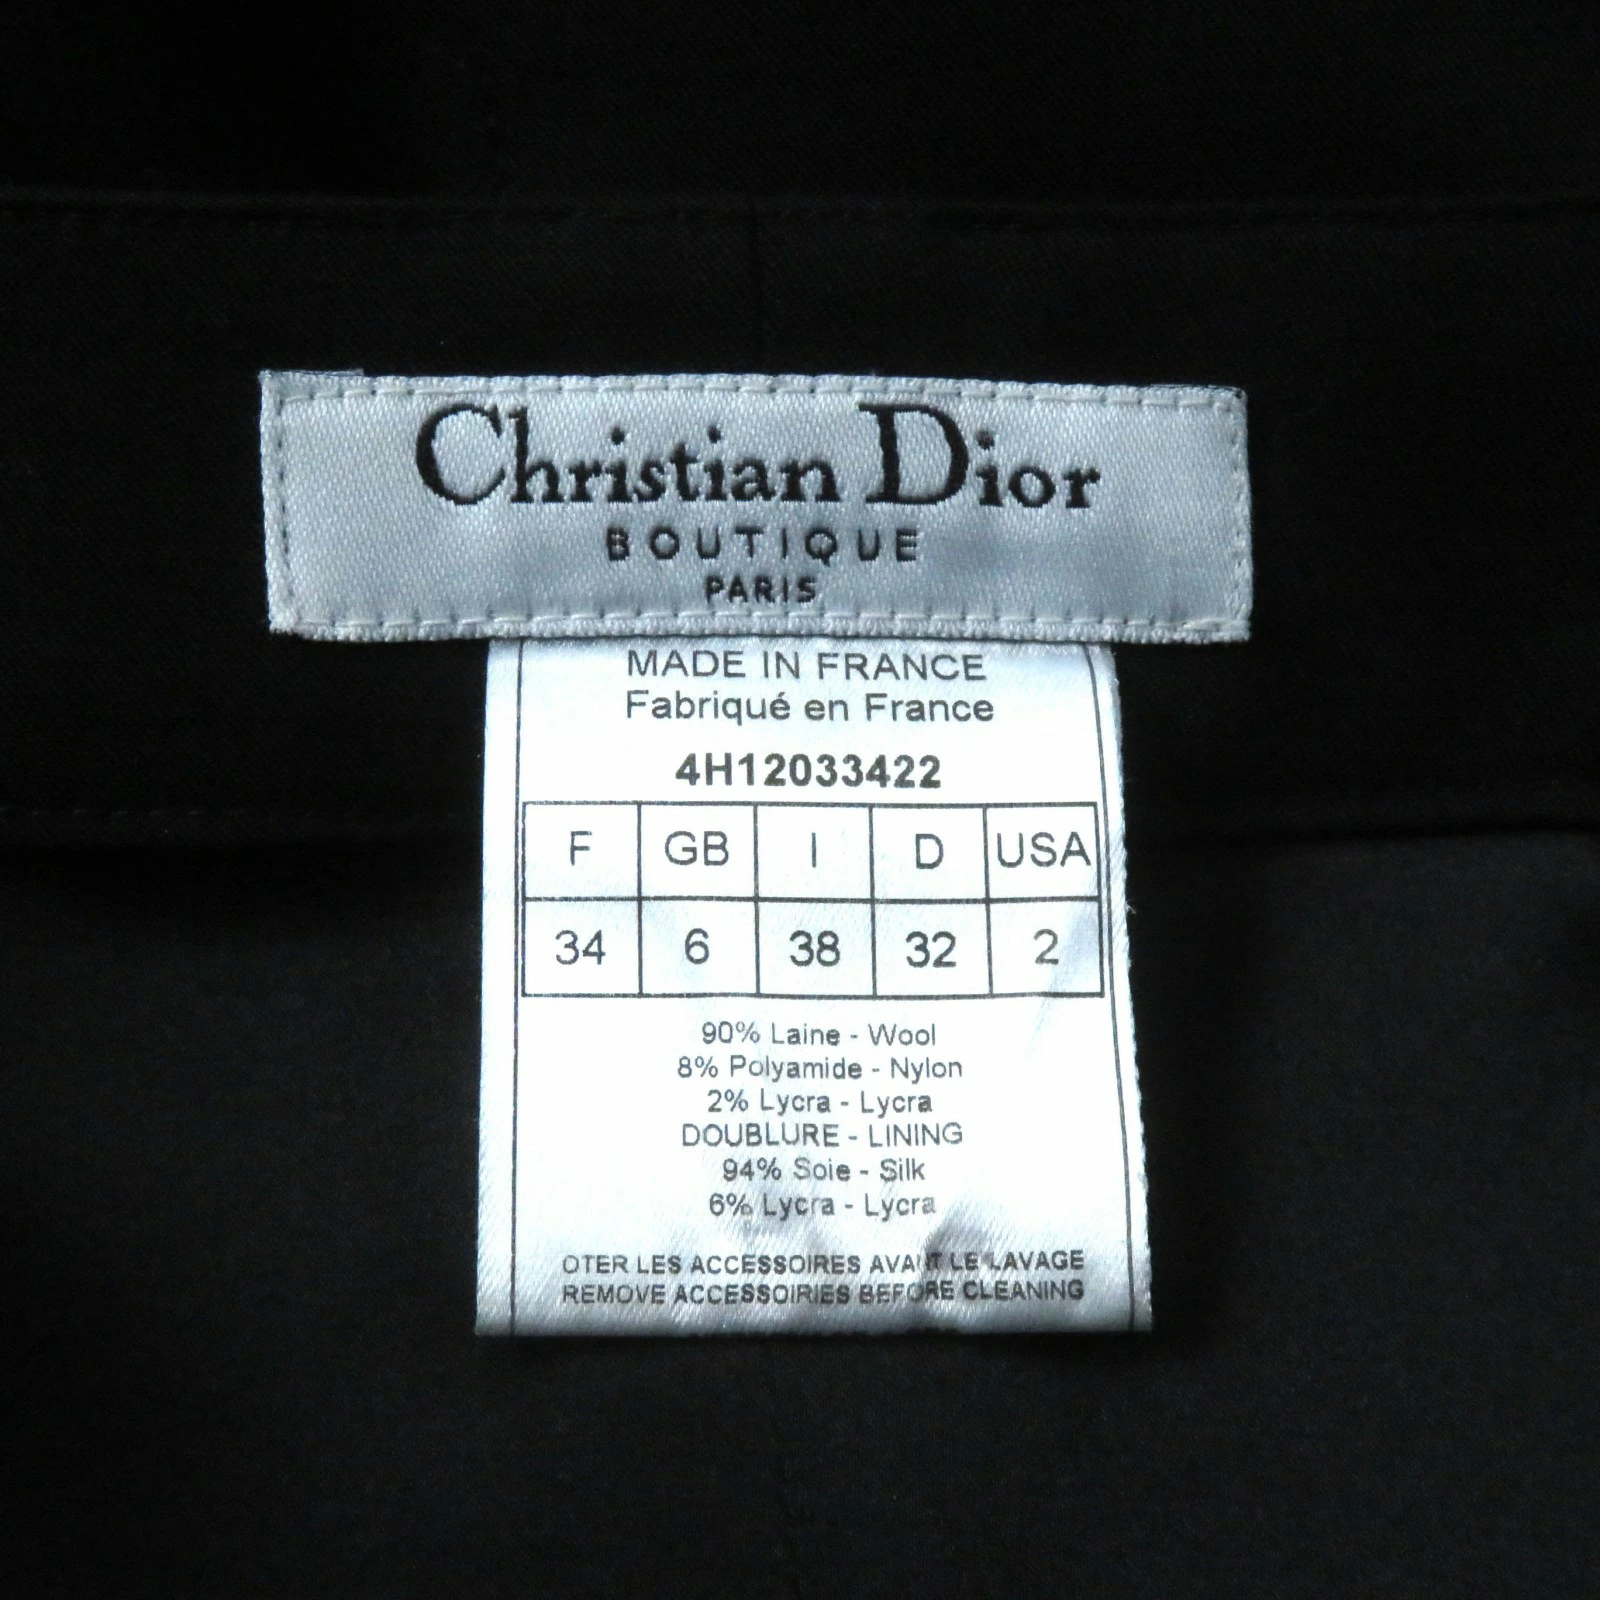 Christian Dior
BOUTIQUE
PARIS
MADE IN FRANCE
Fabriqué en France
4H12033422
F GB I D USA
34 6 38 32 2
90% Laine - Wool
8% Polyamide - Nylon
2% Lycra - Lycra
DOUBLURE - LINING
94% Soie - Silk
6% Lycra - Lycra
OTER LES ACCESSOIRES AVANT LE LAVAGE
REMOVE ACCESSOIRIES BEFORE CLEANING